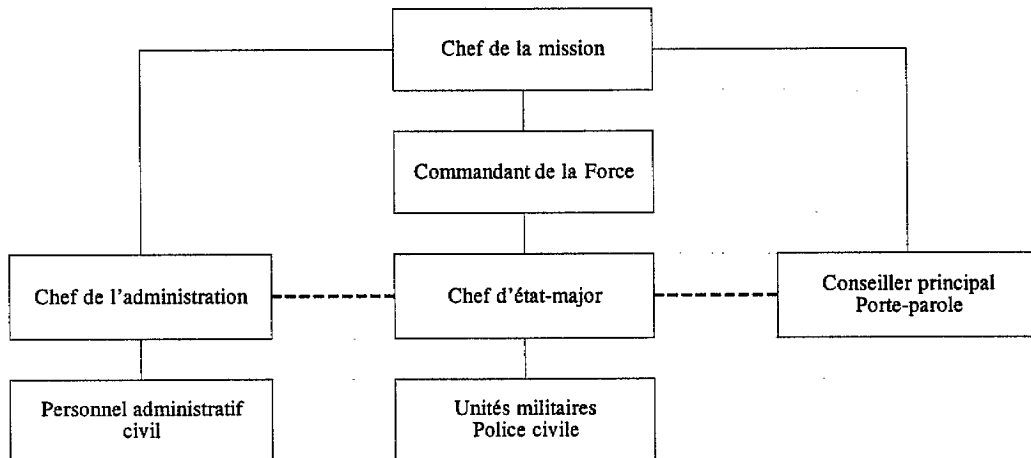 Chef de la mission
Commandant de la Force
Chef de l'administration
Chef d'état-major
Conseiller principal
Porte-parole
Personnel administratif
civil
Unités militaires
Police civile